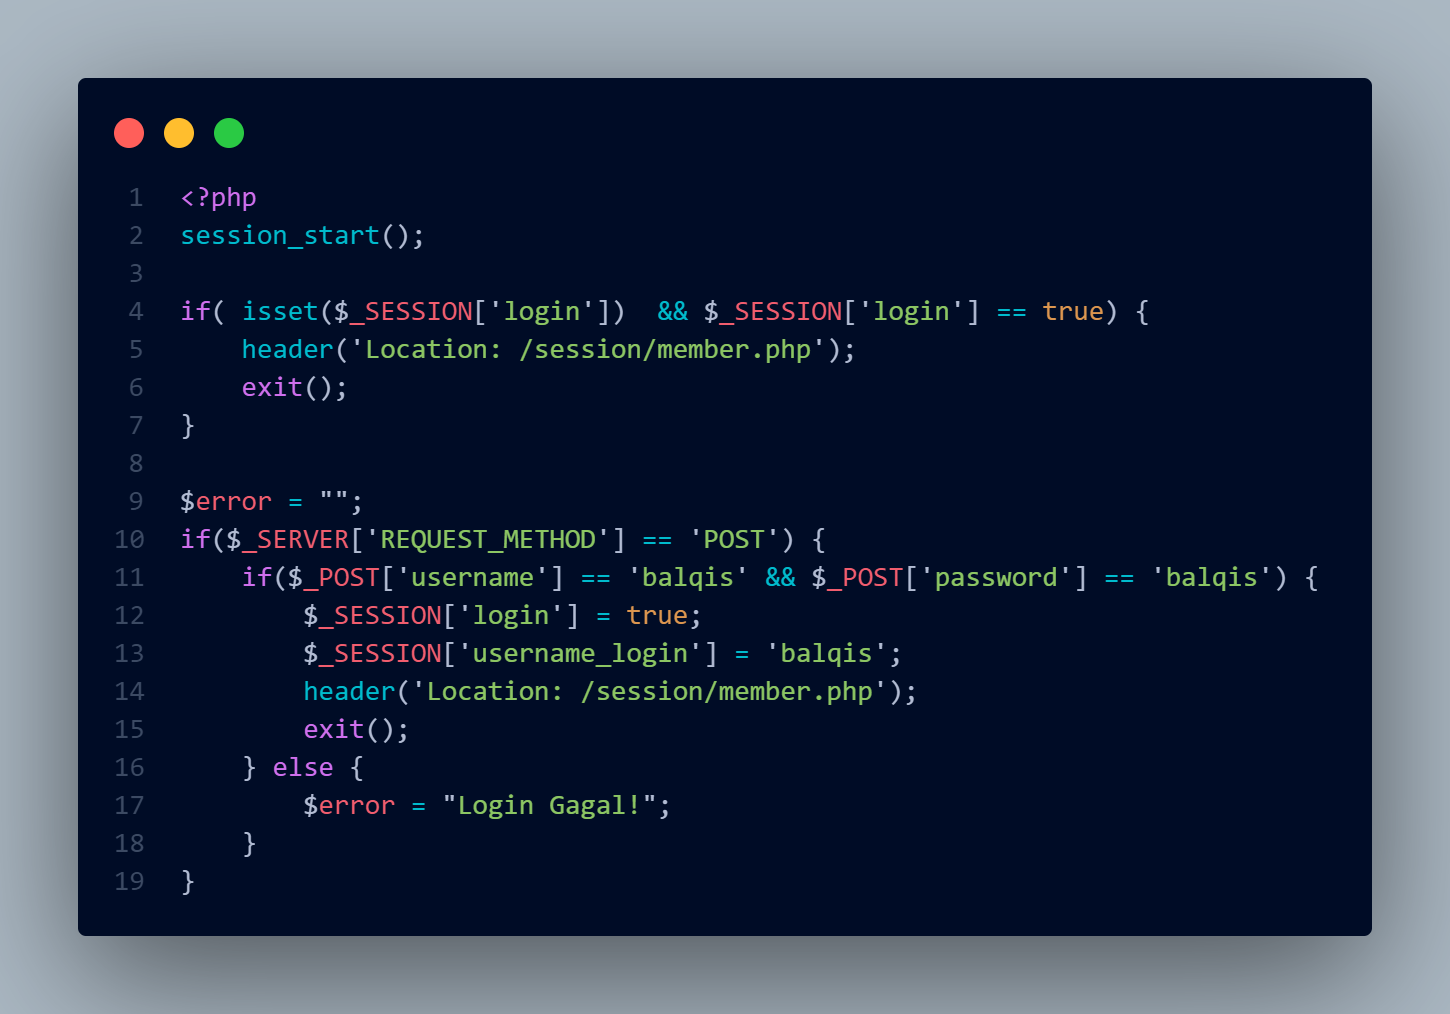 1 <?php
2 session_start();
3
4 if( isset($_SESSION['login'])  && $_SESSION['login'] == true) {
5     header('Location: /session/member.php');
6     exit();
7 }
8
9 $error = "";
10 if($_SERVER['REQUEST_METHOD'] == 'POST') {
11     if($_POST['username'] == 'balqis' && $_POST['password'] == 'balqis') {
12         $_SESSION['login'] = true;
13         $_SESSION['username_login'] = 'balqis';
14         header('Location: /session/member.php');
15         exit();
16     } else {
17         $error = "Login Gagal!";
18     }
19 }